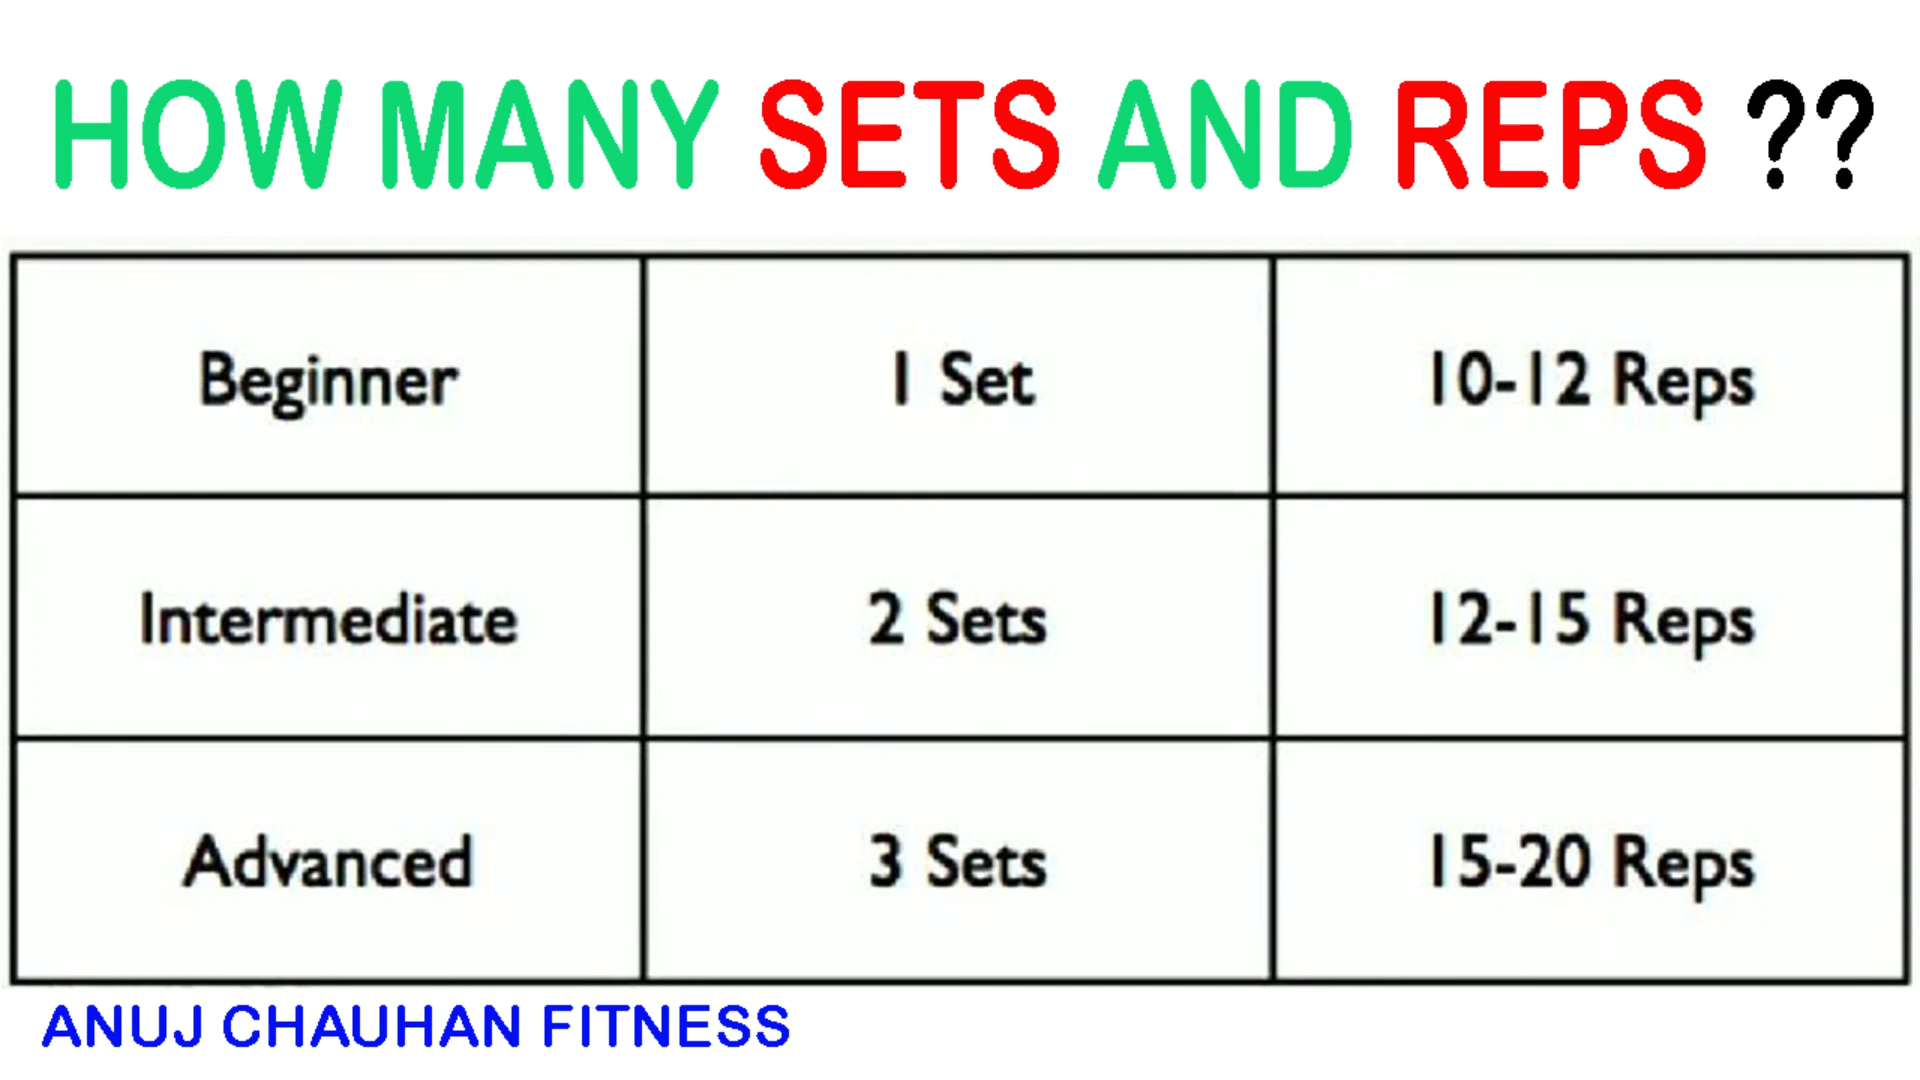 HOW MANY SETS AND REPS ??
Beginner 1 Set 10-12 Reps
Intermediate 2 Sets 12-15 Reps
Advanced 3 Sets 15-20 Reps
ANUJ CHAUHAN FITNESS